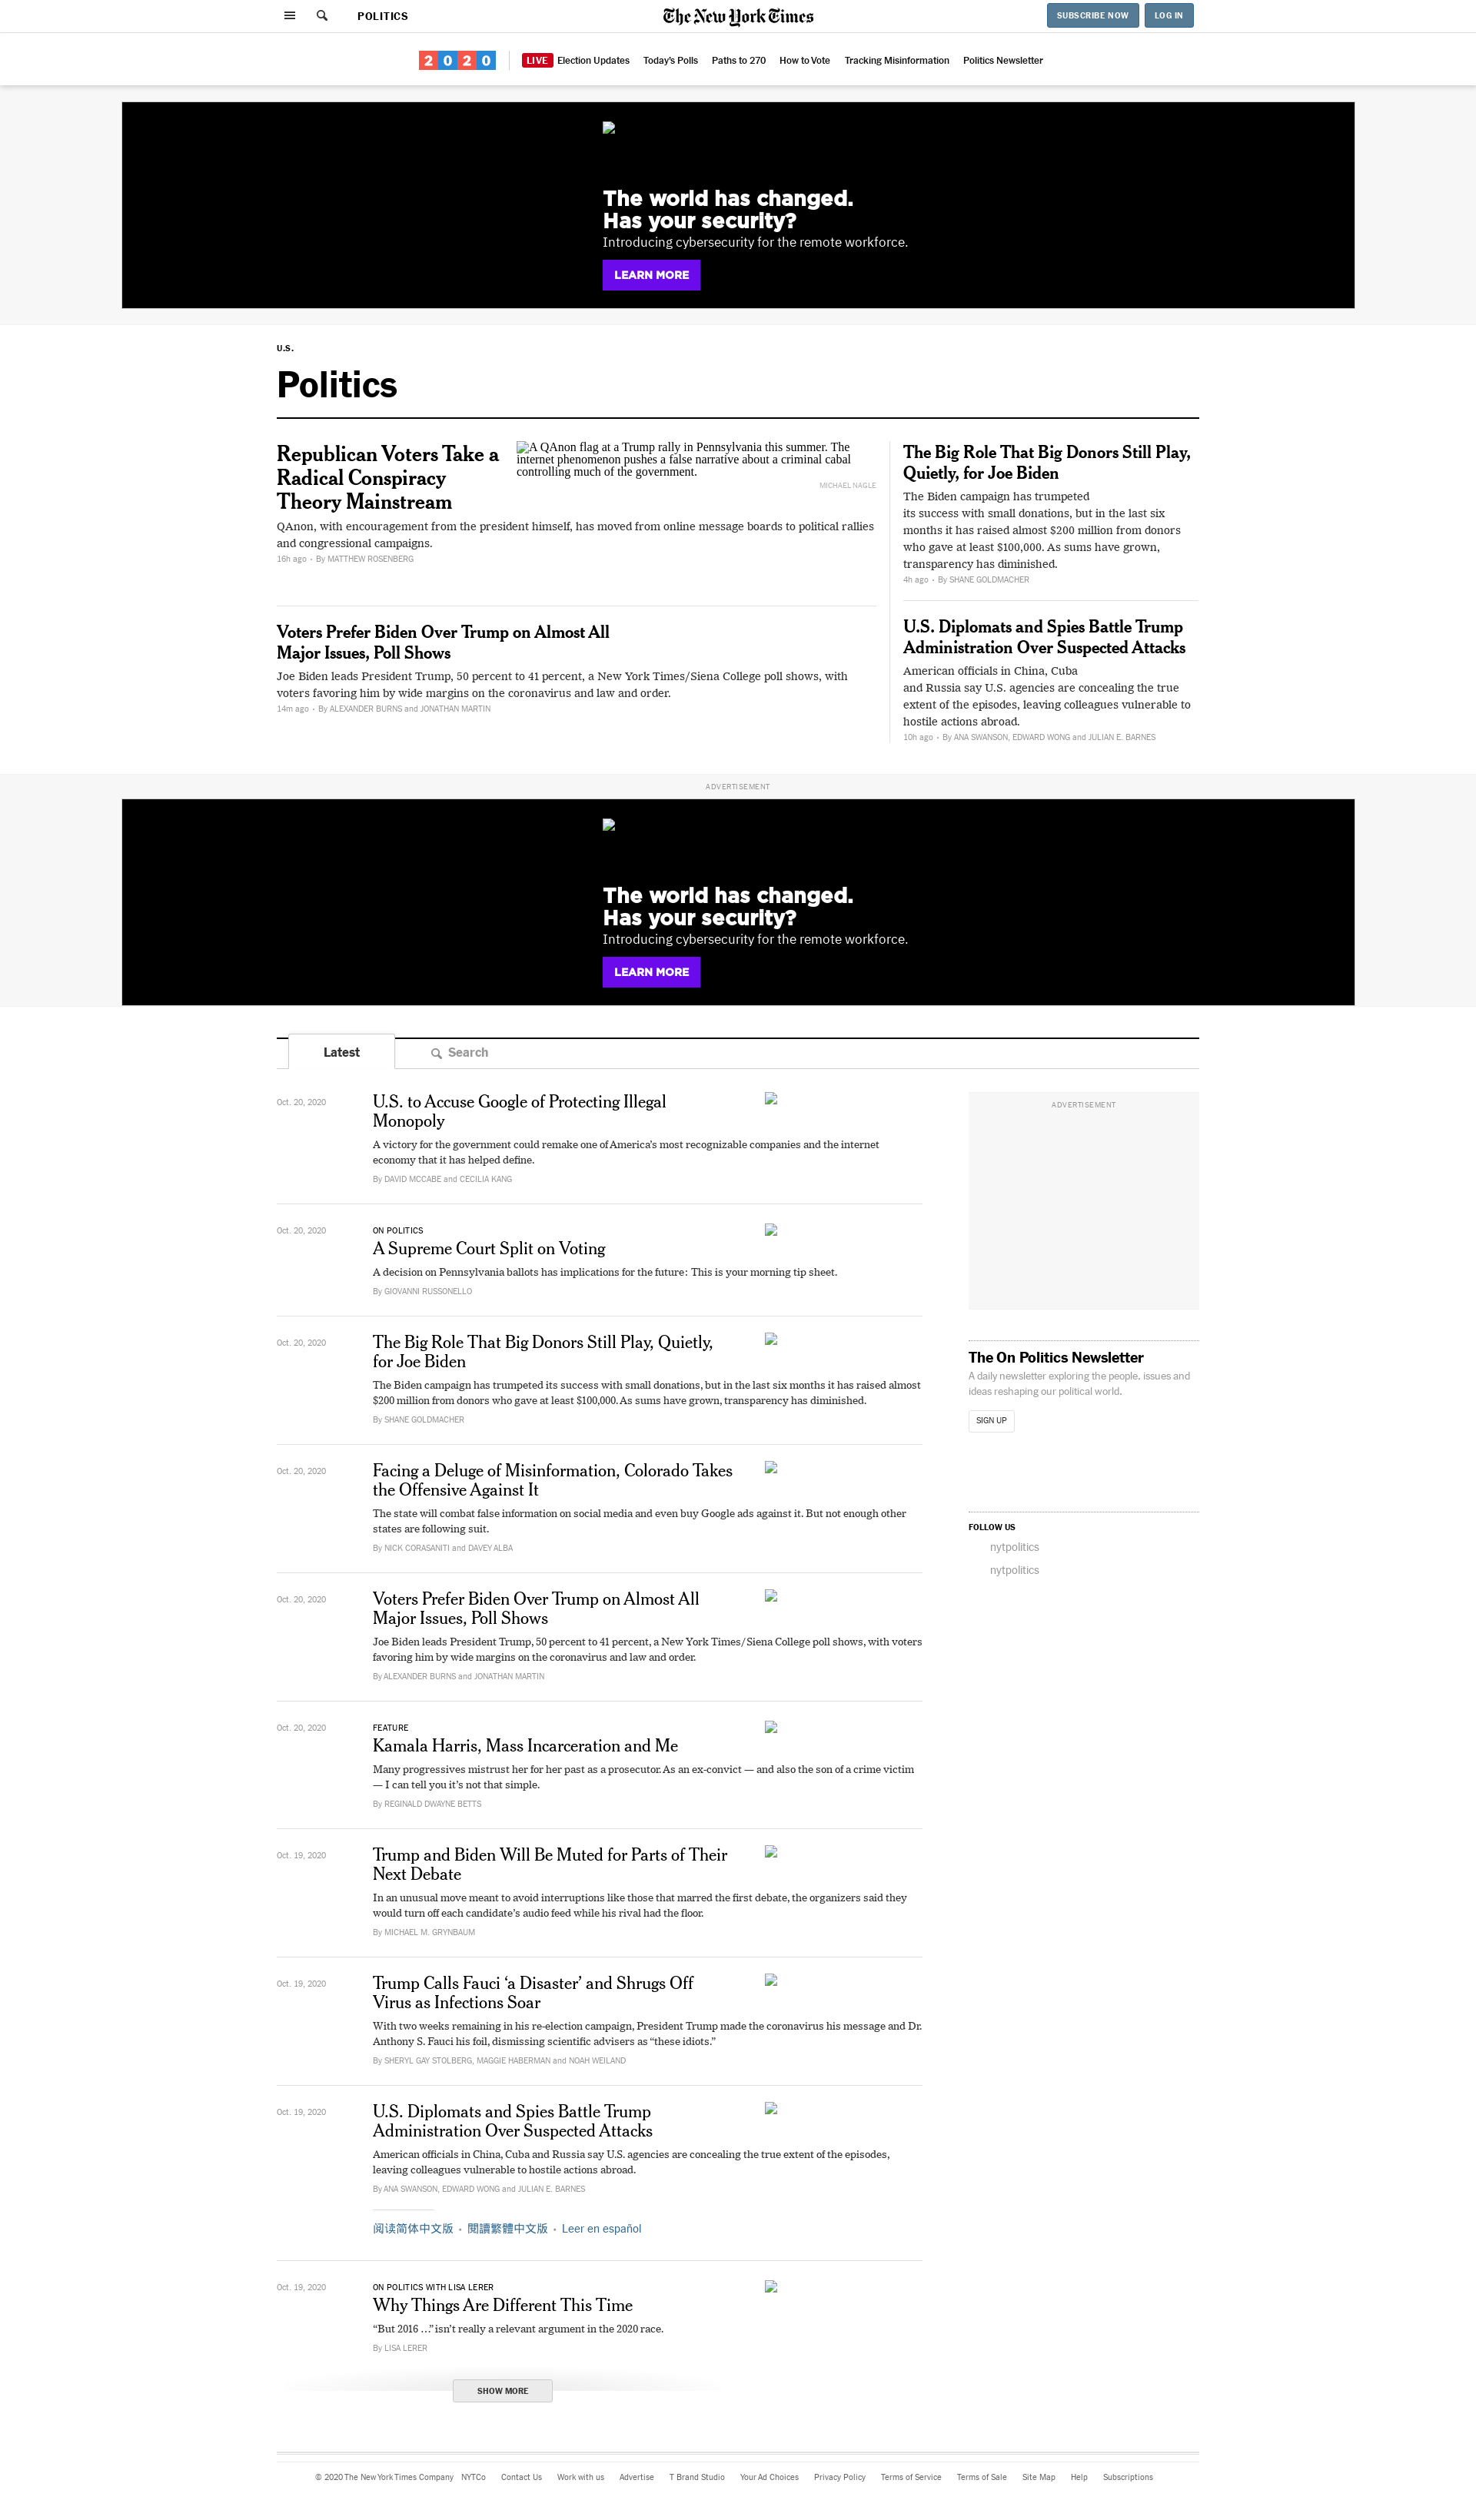 POLITICS
The New York Times
SUBSCRIBE NOW
LOG IN
2020
LIVE Election Updates
Today's Polls
Paths to 270
How to Vote
Tracking Misinformation
Politics Newsletter
The world has changed.
Has your security?
Introducing cybersecurity for the remote workforce.
LEARN MORE
U.S.
Politics
Republican Voters Take a
Radical Conspiracy
Theory Mainstream
A QAnon flag at a Trump rally in Pennsylvania this summer. The
internet phenomenon pushes a false narrative about a criminal cabal
controlling much of the government.
MICHAEL NAGLE
QAnon, with encouragement from the president himself, has moved from online message boards to political rallies
and congressional campaigns.
16h ago • By MATTHEW ROSENBERG
Voters Prefer Biden Over Trump on Almost All
Major Issues, Poll Shows
Joe Biden leads President Trump, 50 percent to 41 percent, a New York Times/Siena College poll shows, with
voters favoring him by wide margins on the coronavirus and law and order.
14m ago • By ALEXANDER BURNS and JONATHAN MARTIN
The Big Role That Big Donors Still Play,
Quietly, for Joe Biden
The Biden campaign has trumpeted
its success with small donations, but in the last six
months it has raised almost $200 million from donors
who gave at least $100,000. As sums have grown,
transparency has diminished.
4h ago • By SHANE GOLDMACHER
U.S. Diplomats and Spies Battle Trump
Administration Over Suspected Attacks
American officials in China, Cuba
and Russia say U.S. agencies are concealing the true
extent of the episodes, leaving colleagues vulnerable to
hostile actions abroad.
10h ago • By ANA SWANSON, EDWARD WONG and JULIAN E. BARNES
ADVERTISEMENT
The world has changed.
Has your security?
Introducing cybersecurity for the remote workforce.
LEARN MORE
Latest
Search
Oct. 20, 2020
U.S. to Accuse Google of Protecting Illegal
Monopoly
A victory for the government could remake one of America's most recognizable companies and the internet
economy that it has helped define.
By DAVID MCCABE and CECILIA KANG
Oct. 20, 2020
ON POLITICS
A Supreme Court Split on Voting
A decision on Pennsylvania ballots has implications for the future: This is your morning tip sheet.
By GIOVANNI RUSSONELLO
Oct. 20, 2020
The Big Role That Big Donors Still Play, Quietly,
for Joe Biden
The Biden campaign has trumpeted its success with small donations, but in the last six months it has raised almost
$200 million from donors who gave at least $100,000. As sums have grown, transparency has diminished.
By SHANE GOLDMACHER
Oct. 20, 2020
Facing a Deluge of Misinformation, Colorado Takes
the Offensive Against It
The state will combat false information on social media and even buy Google ads against it. But not enough other
states are following suit.
By NICK CORASANITI and DAVEY ALBA
Oct. 20, 2020
Voters Prefer Biden Over Trump on Almost All
Major Issues, Poll Shows
Joe Biden leads President Trump, 50 percent to 41 percent, a New York Times/Siena College poll shows, with voters
favoring him by wide margins on the coronavirus and law and order.
By ALEXANDER BURNS and JONATHAN MARTIN
Oct. 20, 2020
FEATURE
Kamala Harris, Mass Incarceration and Me
Many progressives mistrust her for her past as a prosecutor. As an ex-convict — and also the son of a crime victim
— I can tell you it's not that simple.
By REGINALD DWAYNE BETTS
Oct. 19, 2020
Trump and Biden Will Be Muted for Parts of Their
Next Debate
In an unusual move meant to avoid interruptions like those that marred the first debate, the organizers said they
would turn off each candidate's audio feed while his rival had the floor.
By MICHAEL M. GRYNBAUM
Oct. 19, 2020
Trump Calls Fauci ‘a Disaster’ and Shrugs Off
Virus as Infections Soar
With two weeks remaining in his re-election campaign, President Trump made the coronavirus his message and Dr.
Anthony S. Fauci his foil, dismissing scientific advisers as “these idiots.”
By SHERYL GAY STOLBERG, MAGGIE HABERMAN and NOAH WEILAND
Oct. 19, 2020
U.S. Diplomats and Spies Battle Trump
Administration Over Suspected Attacks
American officials in China, Cuba and Russia say U.S. agencies are concealing the true extent of the episodes,
leaving colleagues vulnerable to hostile actions abroad.
By ANA SWANSON, EDWARD WONG and JULIAN E. BARNES
阅读简体中文版 • 閱讀繁體中文版 • Leer en español
Oct. 19, 2020
ON POLITICS WITH LISA LERER
Why Things Are Different This Time
“But 2016 …” isn't really a relevant argument in the 2020 race.
By LISA LERER
SHOW MORE
ADVERTISEMENT
The On Politics Newsletter
A daily newsletter exploring the people, issues and
ideas reshaping our political world.
SIGN UP
FOLLOW US
nytpolitics
nytpolitics
© 2020 The New York Times Company NYTCo Contact Us Work with us Advertise T Brand Studio Your Ad Choices Privacy Policy Terms of Service Terms of Sale Site Map Help Subscriptions